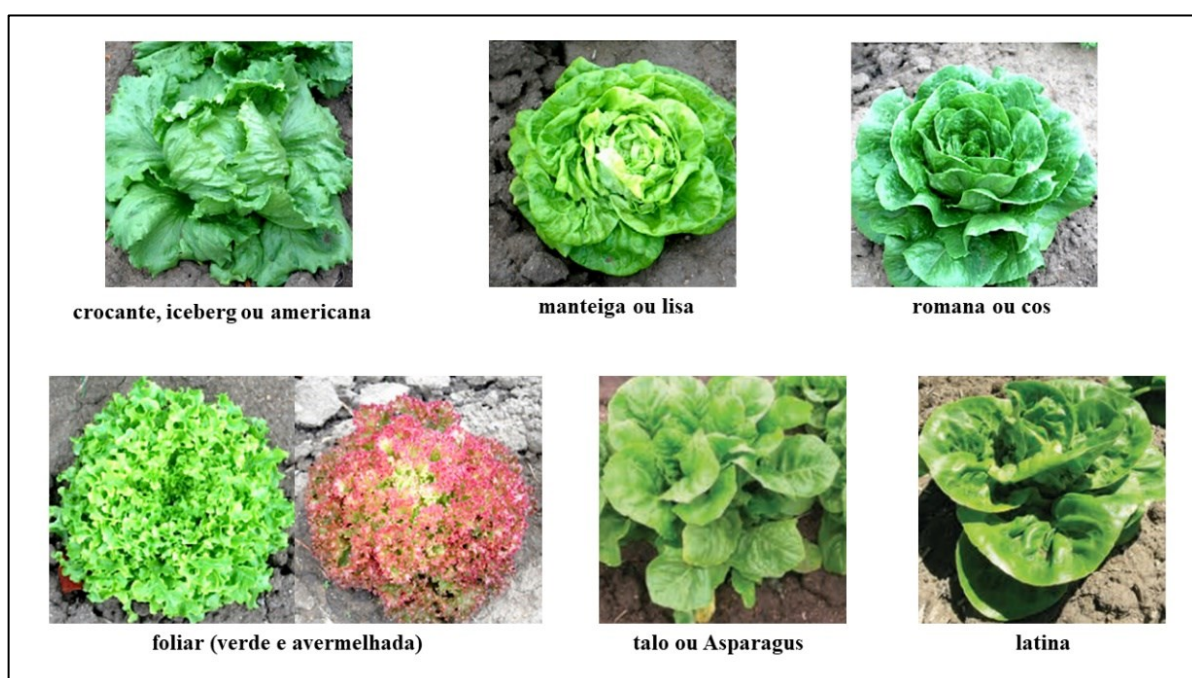 crocante, iceberg ou americana
manteiga ou lisa
romana ou cos
foliar (verde e avermelhada)
talo ou Asparagus
latina